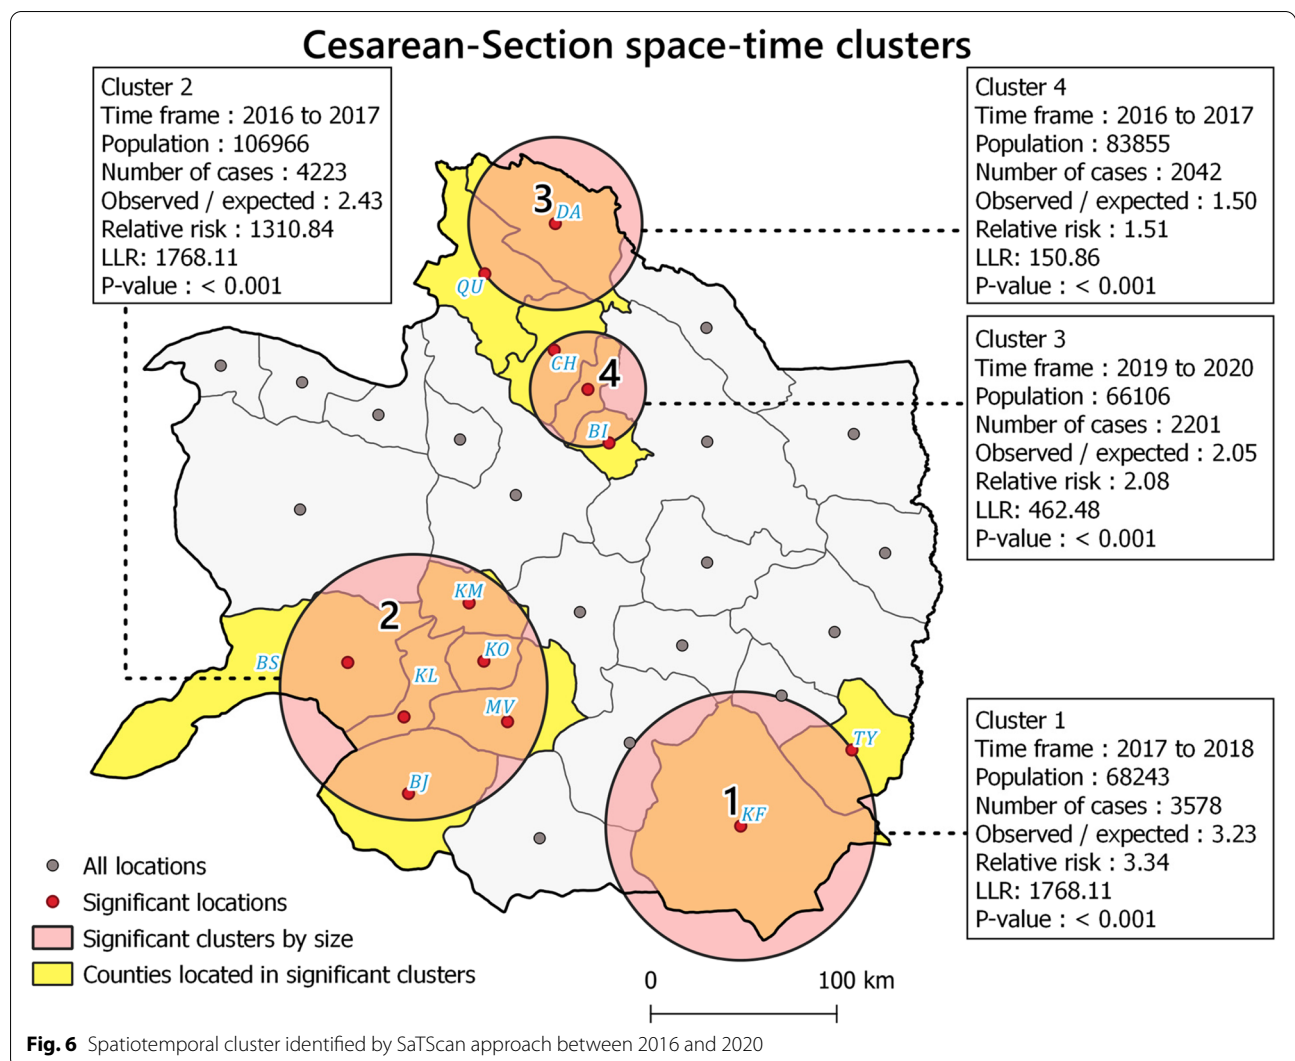 Cesarean-Section space-time clusters
Cluster 2
Time frame : 2016 to 2017
Population : 106966
Number of cases : 4223
Observed / expected : 2.43
Relative risk : 1310.84
LLR: 1768.11
P-value : < 0.001
Cluster 4
Time frame : 2016 to 2017
Population : 83855
Number of cases : 2042
Observed / expected : 1.50
Relative risk : 1.51
LLR: 150.86
P-value : < 0.001
Cluster 3
Time frame : 2019 to 2020
Population : 66106
Number of cases : 2201
Observed / expected : 2.05
Relative risk : 2.08
LLR: 462.48
P-value : < 0.001
Cluster 1
Time frame : 2017 to 2018
Population : 68243
Number of cases : 3578
Observed / expected : 3.23
Relative risk : 3.34
LLR: 1768.11
P-value : < 0.001
3
DA
QU
CH
4
BI
KM
2
KO
BS
KL
MV
BJ
TY
1
KF
All locations
Significant locations
Significant clusters by size
Counties located in significant clusters
0 100 km
Fig. 6 Spatiotemporal cluster identified by SaTScan approach between 2016 and 2020